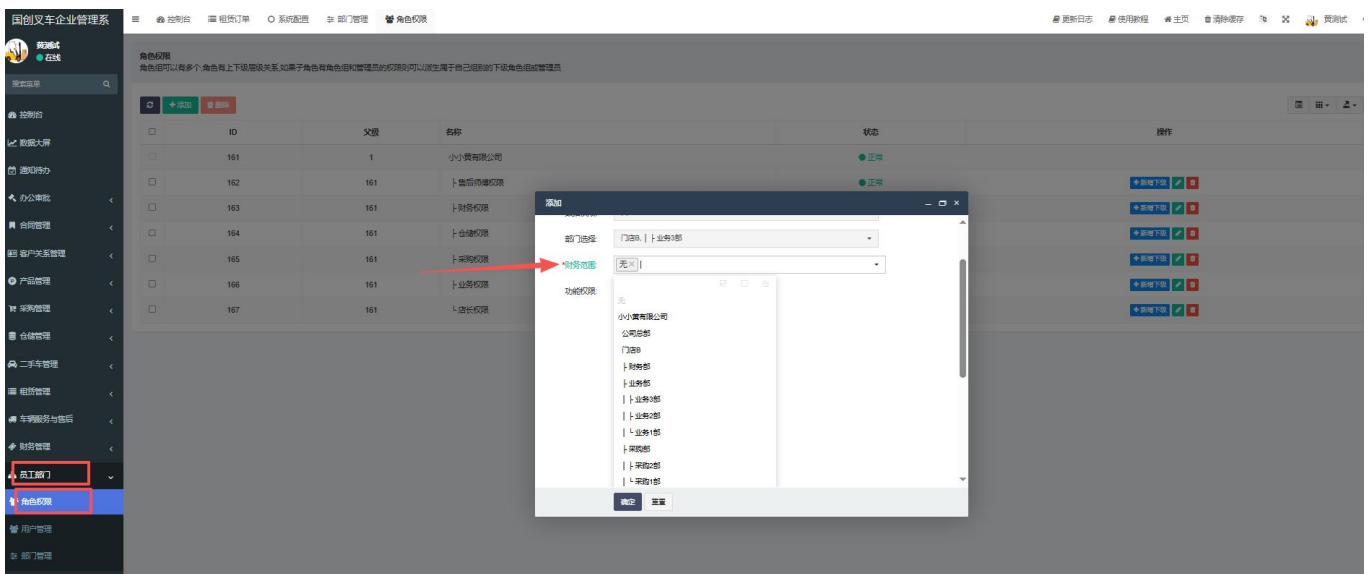 国创叉车企业管理系
控制台 租赁订单 系统配置 部门管理 角色权限
更新日志 使用教程 主页 清除缓存 黄测试
黄测试
在线
搜索菜单
控制台
数据大屏
通知待办
办公审批
合同管理
客户关系管理
产品管理
采购管理
仓储管理
二手车管理
租赁管理
车辆服务与售后
财务管理
员工部门
角色权限
用户管理
部门管理
角色权限
角色组可以有多个,角色有上下级层级关系,如果子角色有角色组和管理员的权限则可以派生属于自己组别的下级角色组或管理员
+添加 删除
ID 父级 名称 状态 操作
161 1 小小黄有限公司 正常
162 161 ├售后师傅权限 正常 +新增下级
163 161 ├财务权限 +新增下级
164 161 ├仓储权限 +新增下级
165 161 ├采购权限 +新增下级
166 161 ├业务权限 +新增下级
167 161 └店长权限 +新增下级
添加
部门选择: 门店B, │├业务3部
*财务范围: 无×
功能权限:
无
小小黄有限公司
公司总部
门店B
├财务部
├业务部
│├业务3部
│├业务2部
│└业务1部
├采购部
│├采购2部
│└采购1部
确定 重置